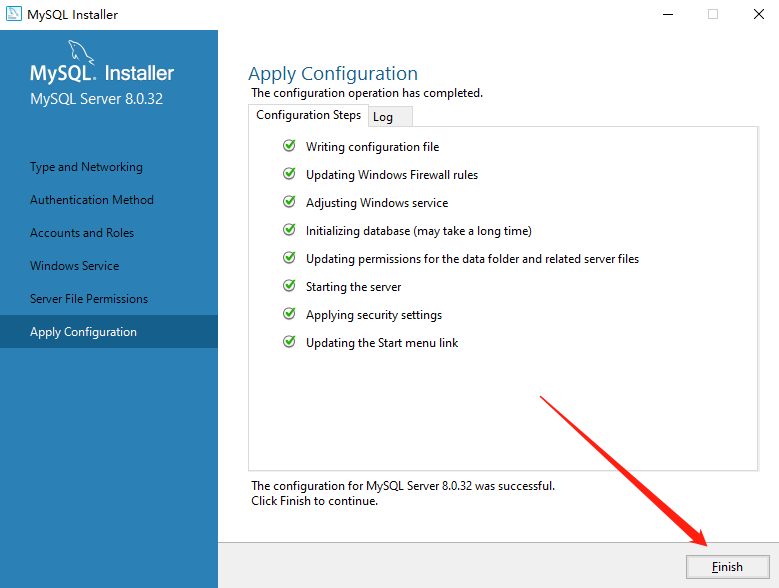 MySQL Installer
MySQL. Installer
MySQL Server 8.0.32
Type and Networking
Authentication Method
Accounts and Roles
Windows Service
Server File Permissions
Apply Configuration
Apply Configuration
The configuration operation has completed.
Configuration Steps
Log
Writing configuration file
Updating Windows Firewall rules
Adjusting Windows service
Initializing database (may take a long time)
Updating permissions for the data folder and related server files
Starting the server
Applying security settings
Updating the Start menu link
The configuration for MySQL Server 8.0.32 was successful.
Click Finish to continue.
Finish